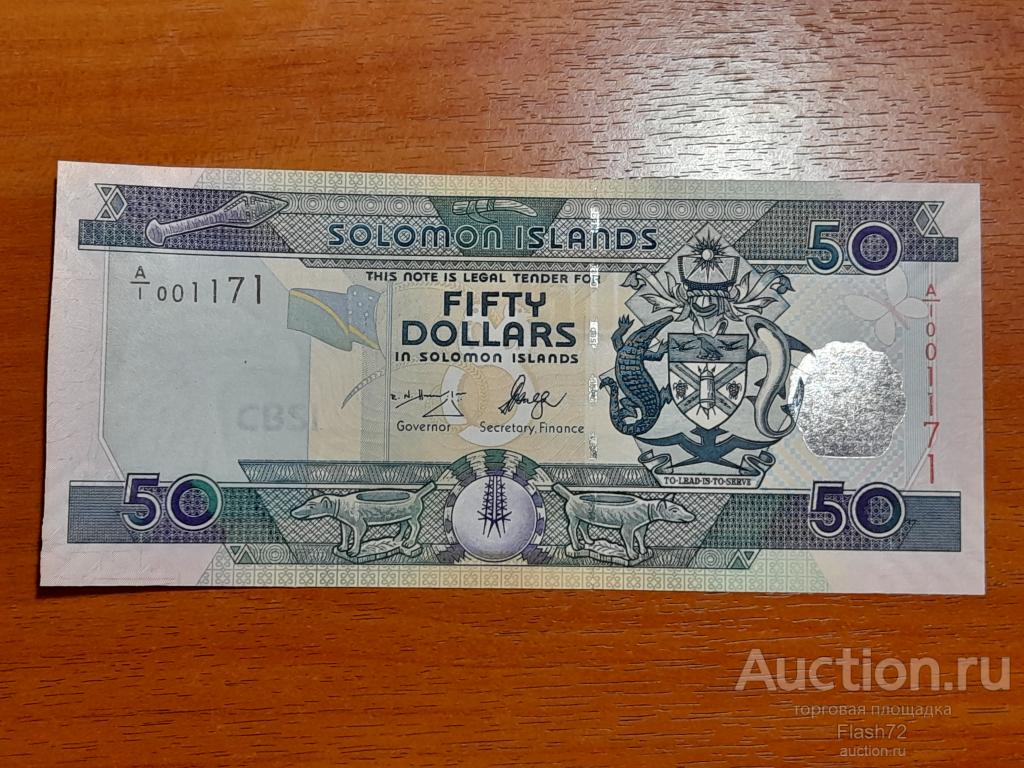 SOLOMON ISLANDS
50
A/1 001171
THIS NOTE IS LEGAL TENDER FO
FIFTY
DOLLARS
IN SOLOMON ISLANDS
Governor Secretary, Finance
A/1 001171
CBSI
TO·LEAD·IS·TO·SERVE
50
50
Auction.ru
торговая площадка
Flash72
auction.ru